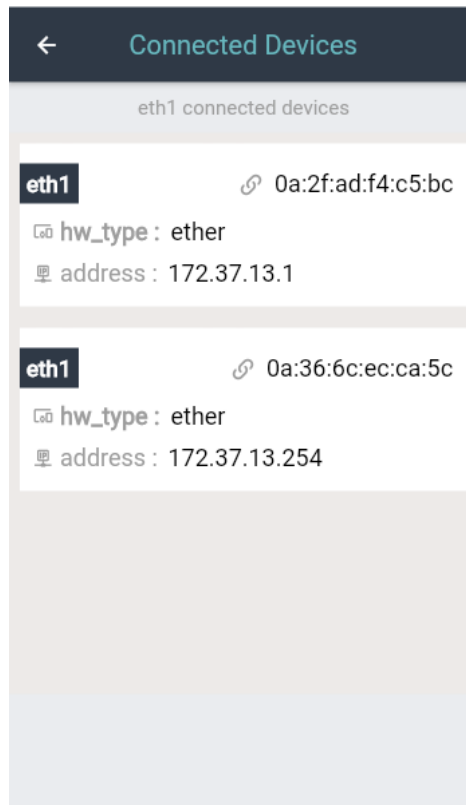 Connected Devices
eth1 connected devices
eth1 0a:2f:ad:f4:c5:bc
hw_type : ether
address : 172.37.13.1
eth1 0a:36:6c:ec:ca:5c
hw_type : ether
address : 172.37.13.254